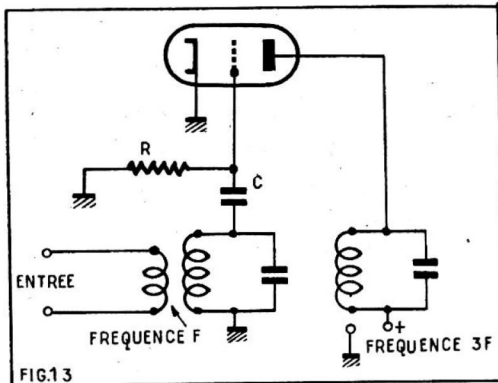 R
C
ENTREE
FREQUENCE F
+
FREQUENCE 3F
FIG.13